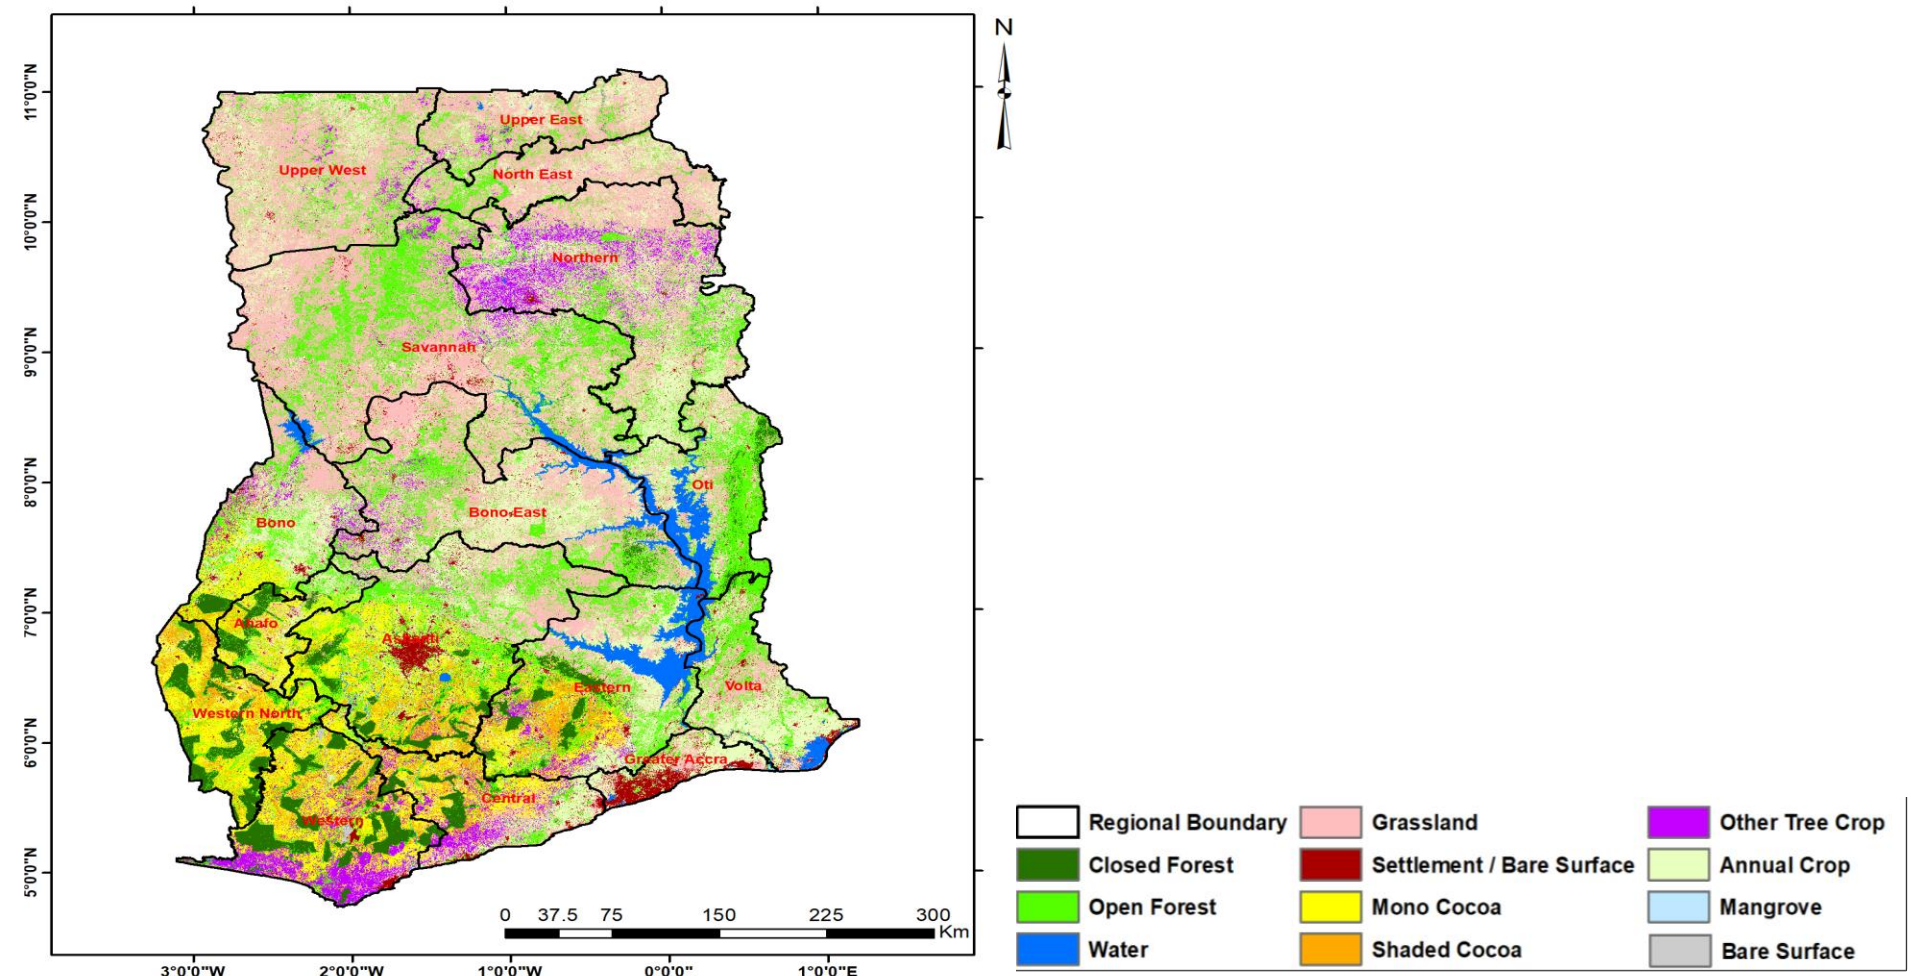 N
11°0'0"N
10°0'0"N
9°0'0"N
8°0'0"N
7°0'0"N
6°0'0"N
5°0'0"N
Upper East
Upper West
North East
Northern
Savannah
Oti
Bono East
Bono
Ahafo
Ashanti
Eastern
Volta
Western North
Greater Accra
Central
Western
0 37.5 75 150 225 300
Km
3°0'0"W 2°0'0"W 1°0'0"W 0°0'0" 1°0'0"E
Regional Boundary Grassland Other Tree Crop
Closed Forest Settlement / Bare Surface Annual Crop
Open Forest Mono Cocoa Mangrove
Water Shaded Cocoa Bare Surface